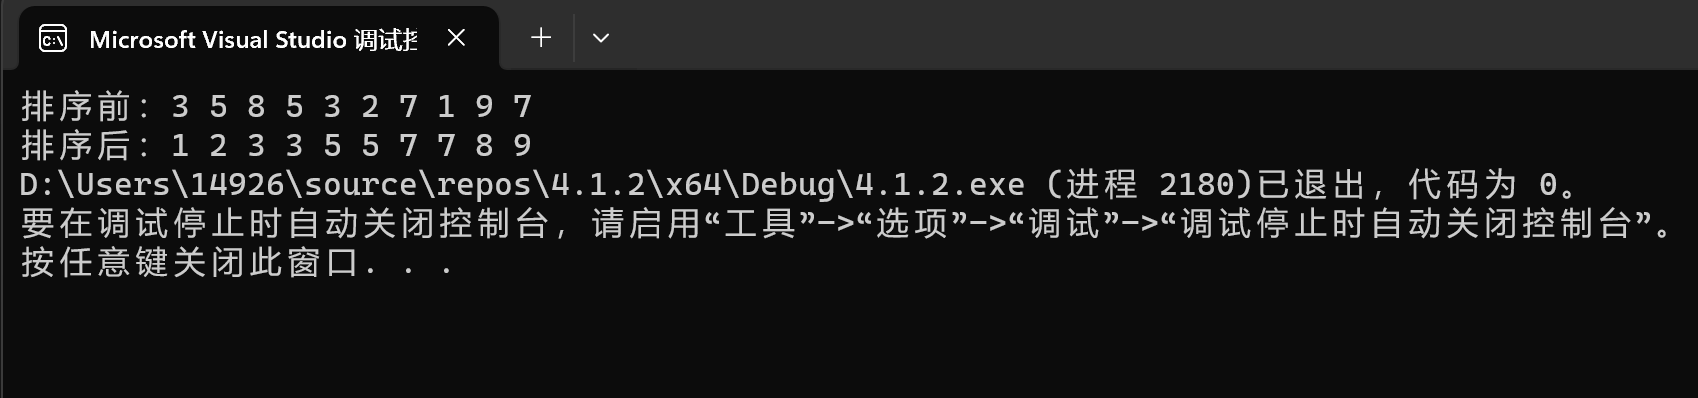 Microsoft Visual Studio 调试控
排序前：3 5 8 5 3 2 7 1 9 7
排序后：1 2 3 3 5 5 7 7 8 9
D:\Users\14926\source\repos\4.1.2\x64\Debug\4.1.2.exe (进程 2180)已退出，代码为 0。
要在调试停止时自动关闭控制台，请启用“工具”->“选项”->“调试”->“调试停止时自动关闭控制台”。
按任意键关闭此窗口. . .